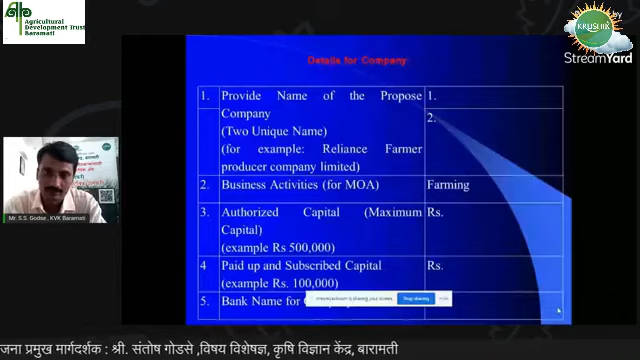 Agricultural
Development Trust
Baramati
KRUSHIK
StreamYard
Details for Company:
1. Provide Name of the Propose 1.
Company 2.
(Two Unique Name)
(for example: Reliance Farmer
producer company limited)
2. Business Activities (for MOA) Farming
3. Authorized Capital (Maximum Rs.
Capital)
(example Rs 500,000)
4 Paid up and Subscribed Capital Rs.
(example Rs. 100,000)
5. Bank Name for
Stop sharing
Mr. S.S. Godse , KVK Baramati
जना प्रमुख मार्गदर्शक : श्री. संतोष गोडसे ,विषय विशेषज्ञ, कृषि विज्ञान केंद्र, बारामती